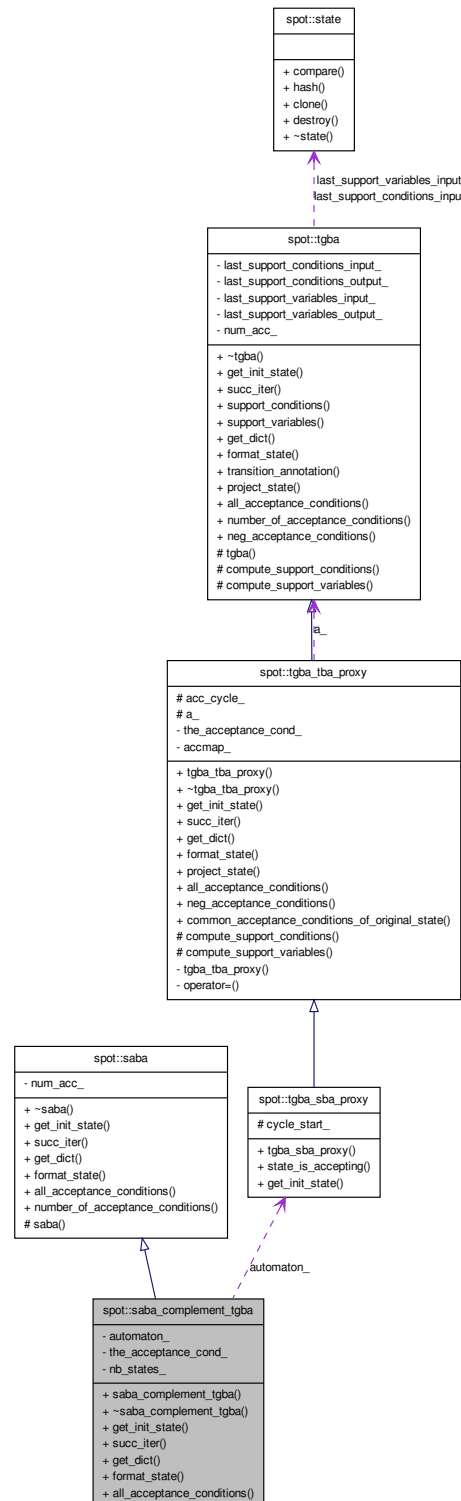 spot::state
+ compare()
+ hash()
+ clone()
+ destroy()
+ ~state()
last_support_variables_input
last_support_conditions_inpu
spot::tgba
- last_support_conditions_input_
- last_support_conditions_output_
- last_support_variables_input_
- last_support_variables_output_
- num_acc_
+ ~tgba()
+ get_init_state()
+ succ_iter()
+ support_conditions()
+ support_variables()
+ get_dict()
+ format_state()
+ transition_annotation()
+ project_state()
+ all_acceptance_conditions()
+ number_of_acceptance_conditions()
+ neg_acceptance_conditions()
# tgba()
# compute_support_conditions()
# compute_support_variables()
a_
spot::tgba_tba_proxy
# acc_cycle_
# a_
- the_acceptance_cond_
- accmap_
+ tgba_tba_proxy()
+ ~tgba_tba_proxy()
+ get_init_state()
+ succ_iter()
+ get_dict()
+ format_state()
+ project_state()
+ all_acceptance_conditions()
+ neg_acceptance_conditions()
+ common_acceptance_conditions_of_original_state()
# compute_support_conditions()
# compute_support_variables()
- tgba_tba_proxy()
- operator=()
spot::saba
- num_acc_
+ ~saba()
+ get_init_state()
+ succ_iter()
+ get_dict()
+ format_state()
+ all_acceptance_conditions()
+ number_of_acceptance_conditions()
# saba()
spot::tgba_sba_proxy
# cycle_start_
+ tgba_sba_proxy()
+ state_is_accepting()
+ get_init_state()
automaton_
spot::saba_complement_tgba
- automaton_
- the_acceptance_cond_
- nb_states_
+ saba_complement_tgba()
+ ~saba_complement_tgba()
+ get_init_state()
+ succ_iter()
+ get_dict()
+ format_state()
+ all_acceptance_conditions()